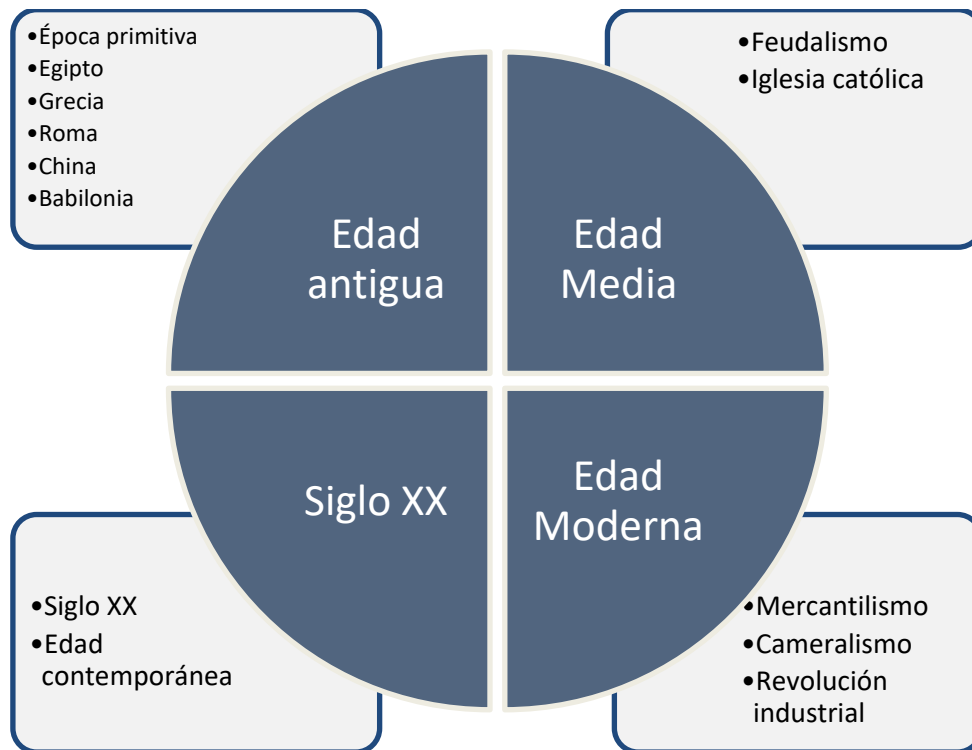 •Época primitiva
•Egipto
•Grecia
•Roma
•China
•Babilonia
•Feudalismo
•Iglesia católica
Edad
antigua
Edad
Media
Siglo XX
Edad
Moderna
•Siglo XX
•Edad
contemporánea
•Mercantilismo
•Cameralismo
•Revolución
industrial